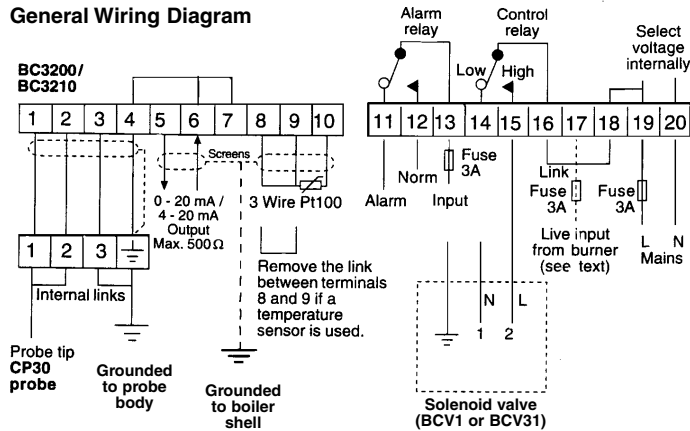 General Wiring Diagram
Alarm
relay
Control
relay
Select
voltage
internally
BC3200/
BC3210
Low
High
1 2 3 4 5 6 7 8 9 10
11 12 13 14 15 16 17 18 19 20
Screens
0 - 20 mA /
4 - 20 mA
Output
Max. 500Ω
3 Wire Pt100
Alarm
Norm
Fuse
3A
Input
Link
Fuse
3A
Fuse
3A
Live input
from burner
(see text)
L N
Mains
1 2 3
Internal links
Remove the link
between terminals
8 and 9 if a
temperature
sensor is used.
N L
1 2
Probe tip
CP30
probe
Grounded
to probe
body
Grounded
to boiler
shell
Solenoid valve
(BCV1 or BCV31)